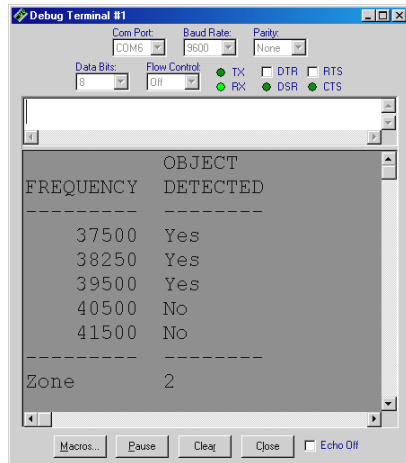 Debug Terminal #1
Com Port: Baud Rate: Parity:
COM6 9600 None
Data Bits: Flow Control: TX DTR RTS
8 Off RX DSR CTS
OBJECT
FREQUENCY DETECTED
--------- --------
37500 Yes
38250 Yes
39500 Yes
40500 No
41500 No
--------- --------
Zone 2
Macros... Pause Clear Close Echo Off